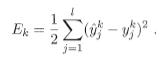 $E_k = \frac{1}{2} \sum_{j=1}^{l} (\hat{y}_j^k - y_j^k)^2 .$